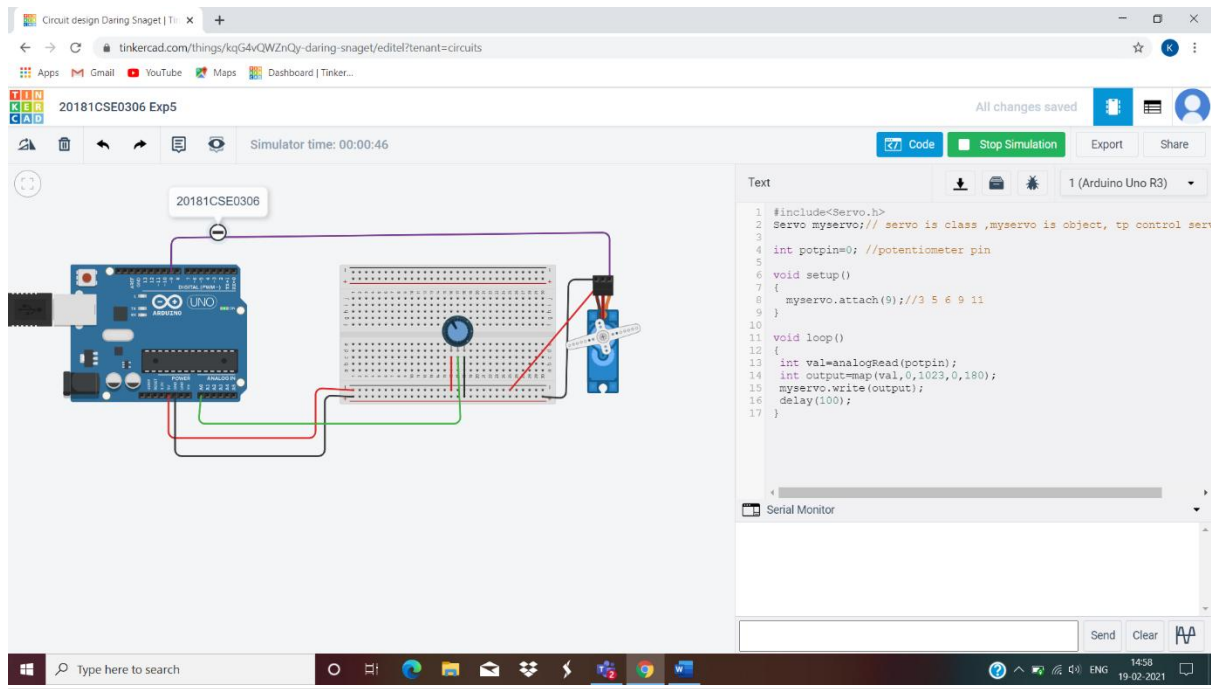 Circuit design Daring Snaget | Tin
tinkercad.com/things/kqG4vQWZnQy-daring-snaget/editel?tenant=circuits
K
Apps Gmail YouTube Maps Dashboard | Tinker...
TIN
KER
CAD
20181CSE0306 Exp5
All changes saved
Simulator time: 00:00:46
Code
Stop Simulation
Export
Share
20181CSE0306
DIGITAL (PWM~)
UNO
ARDUINO
POWER
ANALOG IN
Text
1 (Arduino Uno R3)
1 #include<Servo.h>
2 Servo myservo;// servo is class ,myservo is object, tp control serv
3
4 int potpin=0; //potentiometer pin
5
6 void setup()
7 {
8 myservo.attach(9);//3 5 6 9 11
9 }
10
11 void loop()
12 {
13 int val=analogRead(potpin);
14 int output=map(val,0,1023,0,180);
15 myservo.write(output);
16 delay(100);
17 }
Serial Monitor
Send
Clear
Type here to search
ENG
14:58
19-02-2021